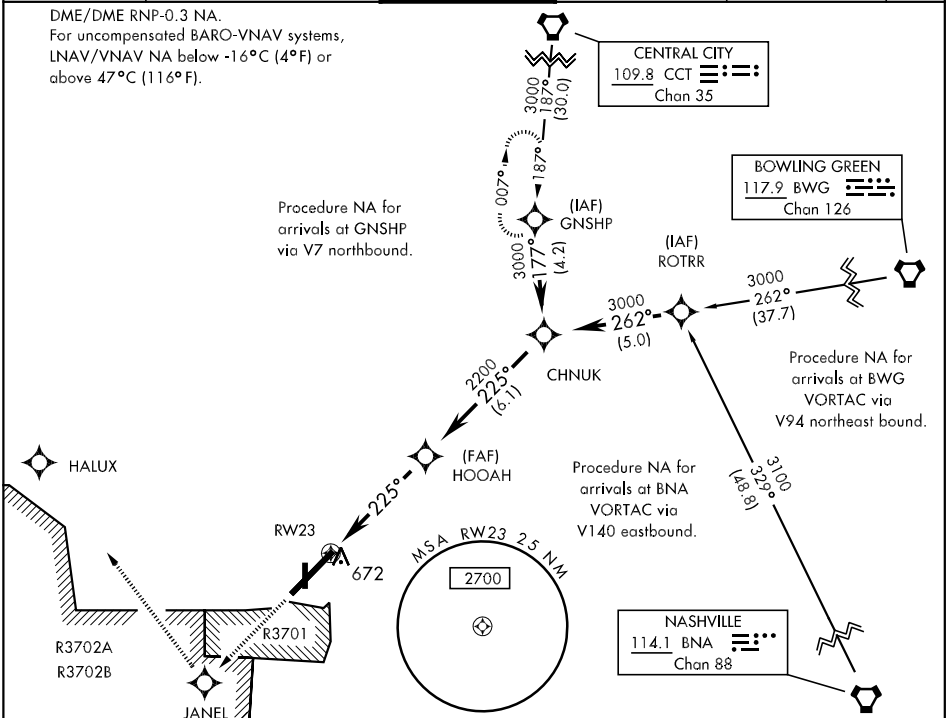 DME/DME RNP-0.3 NA.
For uncompensated BARO-VNAV systems,
LNAV/VNAV NA below -16°C (4°F) or
above 47°C (116°F).
CENTRAL CITY
109.8 CCT
Chan 35
3000
187°
(30.0)
007°
187°
BOWLING GREEN
117.9 BWG
Chan 126
Procedure NA for
arrivals at GNSHP
via V7 northbound.
(IAF)
GNSHP
3000
177°
(4.2)
(IAF)
ROTRR
3000
262°
(37.7)
3000
262°
(5.0)
CHNUK
Procedure NA for
arrivals at BWG
VORTAC via
V94 northeast bound.
2200
225°
(6.1)
HALUX
(FAF)
HOOAH
225°
Procedure NA for
arrivals at BNA
VORTAC via
V140 eastbound.
3100
329°
(48.8)
RW23
672
MSA RW23 25 NM
2700
R3701
R3702A
R3702B
JANEL
NASHVILLE
114.1 BNA
Chan 88